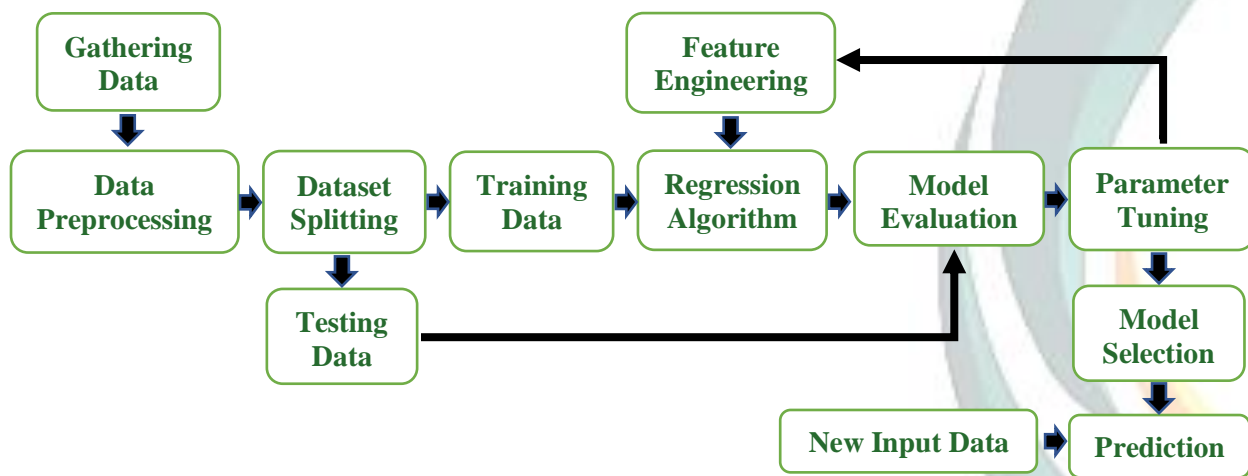 Gathering
Data
Feature
Engineering
Data
Preprocessing
Dataset
Splitting
Training
Data
Regression
Algorithm
Model
Evaluation
Parameter
Tuning
Testing
Data
Model
Selection
New Input Data
Prediction